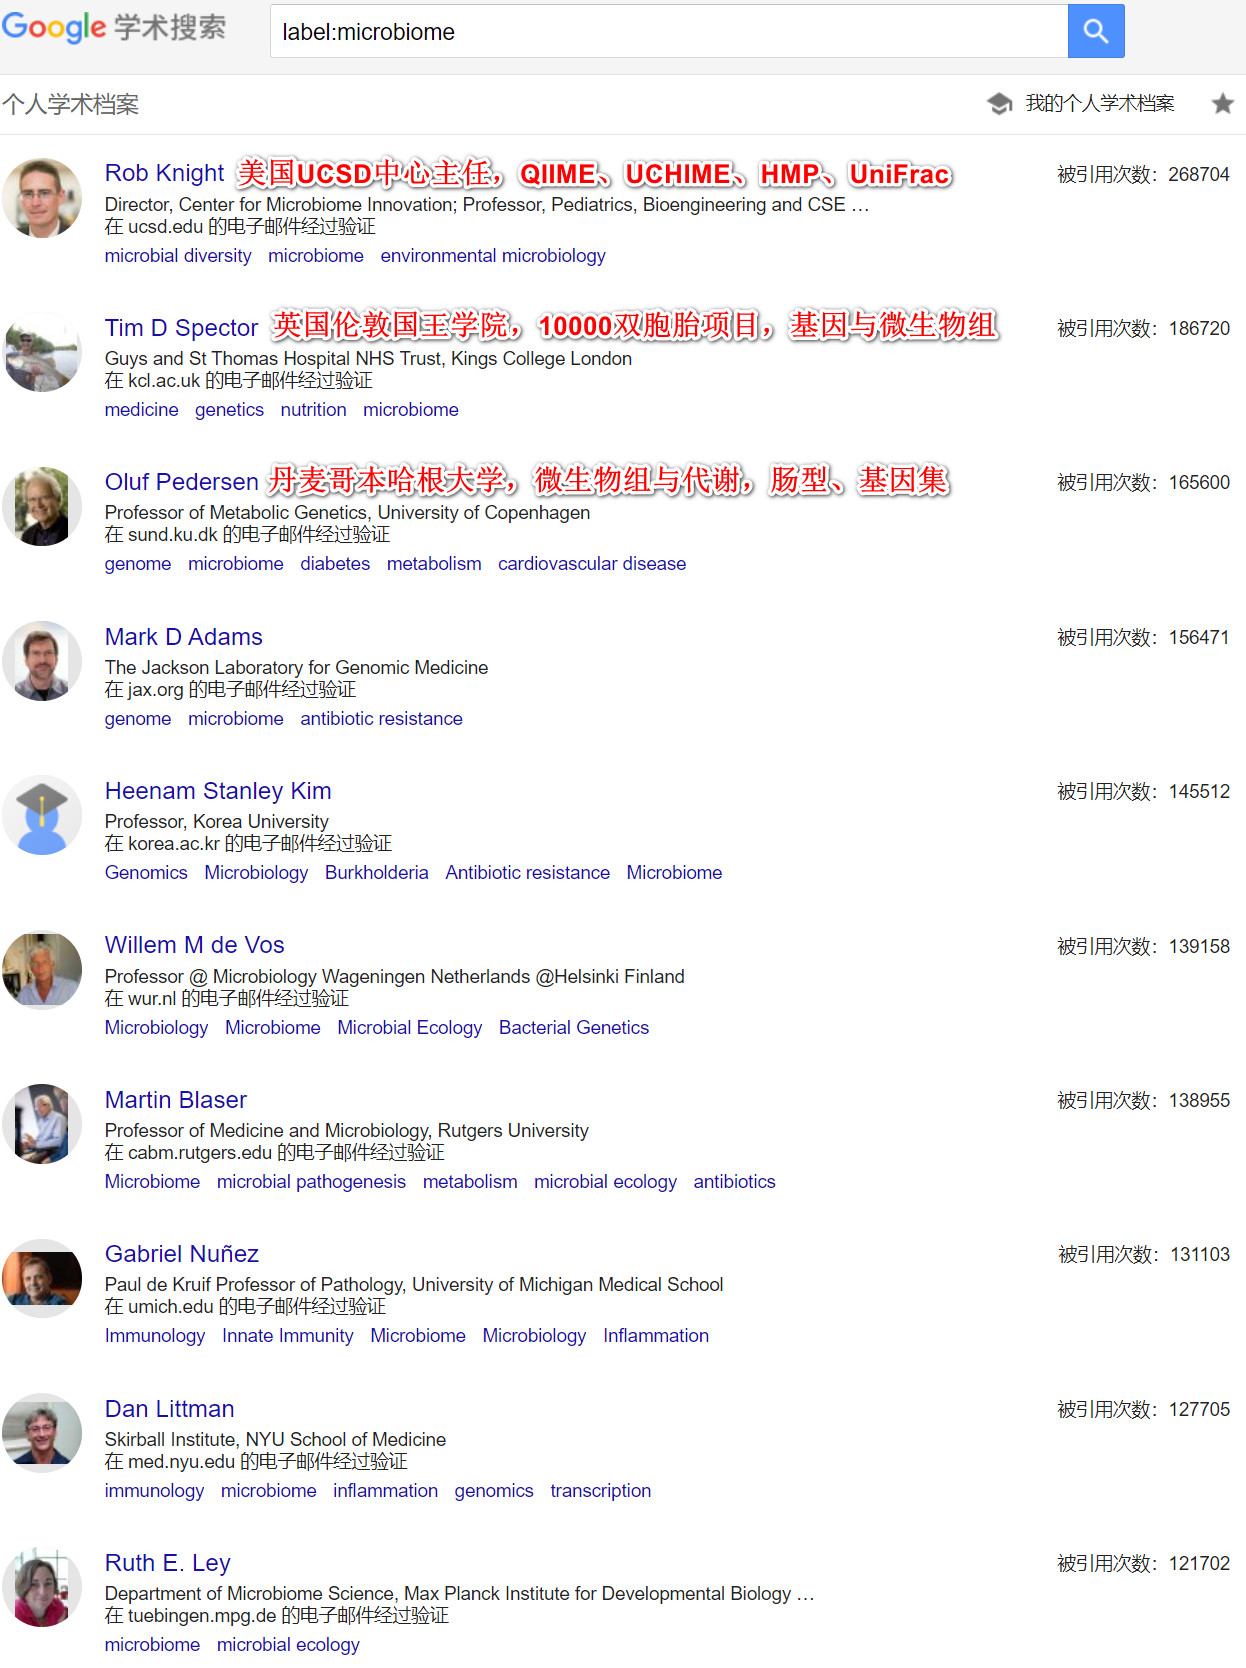 Google 学术搜索
label:microbiome
个人学术档案
我的个人学术档案
Rob Knight 美国UCSD中心主任，QIIME、UCHIME、HMP、UniFrac 被引用次数：268704
Director, Center for Microbiome Innovation; Professor, Pediatrics, Bioengineering and CSE …
在 ucsd.edu 的电子邮件经过验证
microbial diversity microbiome environmental microbiology
Tim D Spector 英国伦敦国王学院，10000双胞胎项目，基因与微生物组 被引用次数：186720
Guys and St Thomas Hospital NHS Trust, Kings College London
在 kcl.ac.uk 的电子邮件经过验证
medicine genetics nutrition microbiome
Oluf Pedersen 丹麦哥本哈根大学，微生物组与代谢，肠型、基因集 被引用次数：165600
Professor of Metabolic Genetics, University of Copenhagen
在 sund.ku.dk 的电子邮件经过验证
genome microbiome diabetes metabolism cardiovascular disease
Mark D Adams 被引用次数：156471
The Jackson Laboratory for Genomic Medicine
在 jax.org 的电子邮件经过验证
genome microbiome antibiotic resistance
Heenam Stanley Kim 被引用次数：145512
Professor, Korea University
在 korea.ac.kr 的电子邮件经过验证
Genomics Microbiology Burkholderia Antibiotic resistance Microbiome
Willem M de Vos 被引用次数：139158
Professor @ Microbiology Wageningen Netherlands @Helsinki Finland
在 wur.nl 的电子邮件经过验证
Microbiology Microbiome Microbial Ecology Bacterial Genetics
Martin Blaser 被引用次数：138955
Professor of Medicine and Microbiology, Rutgers University
在 cabm.rutgers.edu 的电子邮件经过验证
Microbiome microbial pathogenesis metabolism microbial ecology antibiotics
Gabriel Nuñez 被引用次数：131103
Paul de Kruif Professor of Pathology, University of Michigan Medical School
在 umich.edu 的电子邮件经过验证
Immunology Innate Immunity Microbiome Microbiology Inflammation
Dan Littman 被引用次数：127705
Skirball Institute, NYU School of Medicine
在 med.nyu.edu 的电子邮件经过验证
immunology microbiome inflammation genomics transcription
Ruth E. Ley 被引用次数：121702
Department of Microbiome Science, Max Planck Institute for Developmental Biology …
在 tuebingen.mpg.de 的电子邮件经过验证
microbiome microbial ecology